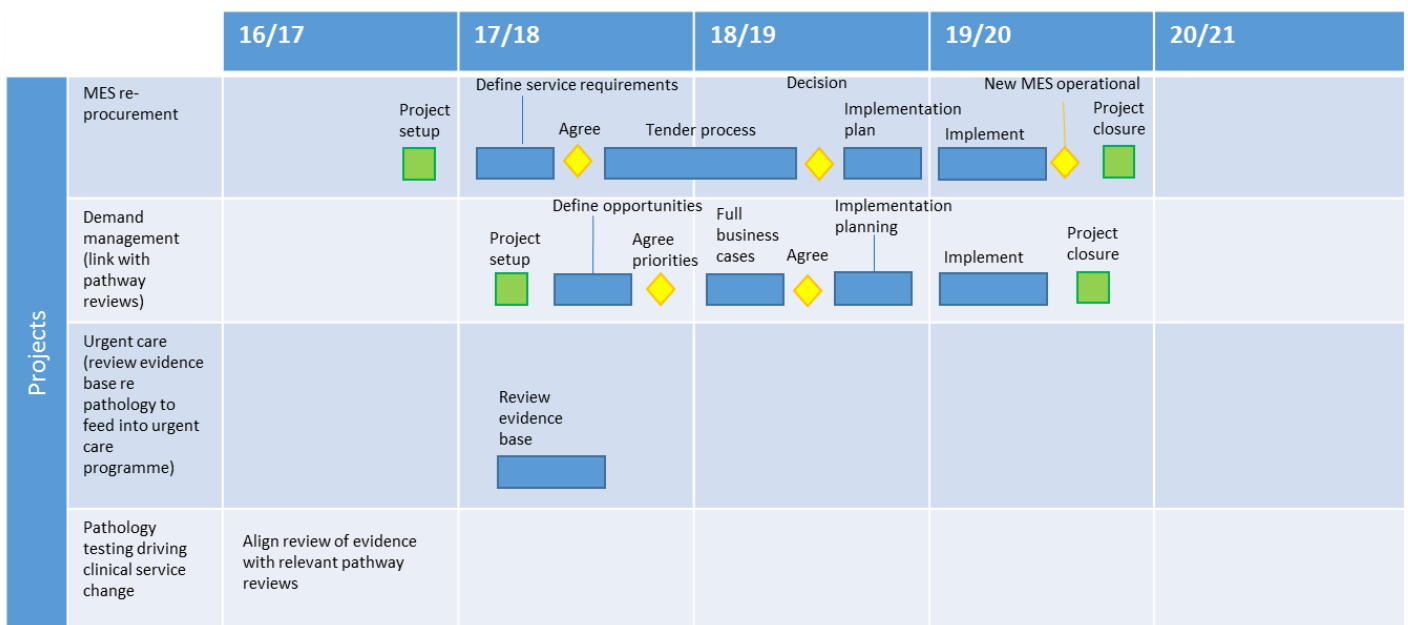 16/17
17/18
18/19
19/20
20/21
Projects
MES re-
procurement
Project
setup
Define service requirements
Agree
Tender process
Decision
Implementation
plan
Implement
New MES operational
Project
closure
Demand
management
(link with
pathway
reviews)
Project
setup
Define opportunities
Agree
priorities
Full
business
cases
Agree
Implementation
planning
Implement
Project
closure
Urgent care
(review evidence
base re
pathology to
feed into urgent
care
programme)
Review
evidence
base
Pathology
testing driving
clinical service
change
Align review of evidence
with relevant pathway
reviews